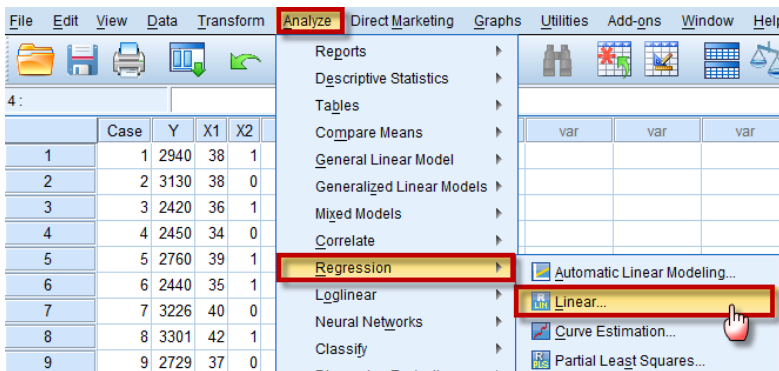 File Edit View Data Transform Analyze Direct Marketing Graphs Utilities Add-ons Window Help
4 :
Case Y X1 X2 var var var
1 1 2940 38 1
2 2 3130 38 0
3 3 2420 36 1
4 4 2450 34 0
5 5 2760 39 1
6 6 2440 35 1
7 7 3226 40 0
8 8 3301 42 1
9 9 2729 37 0
Reports
Descriptive Statistics
Tables
Compare Means
General Linear Model
Generalized Linear Models
Mixed Models
Correlate
Regression
Loglinear
Neural Networks
Classify
Automatic Linear Modeling...
Linear...
Curve Estimation...
Partial Least Squares...